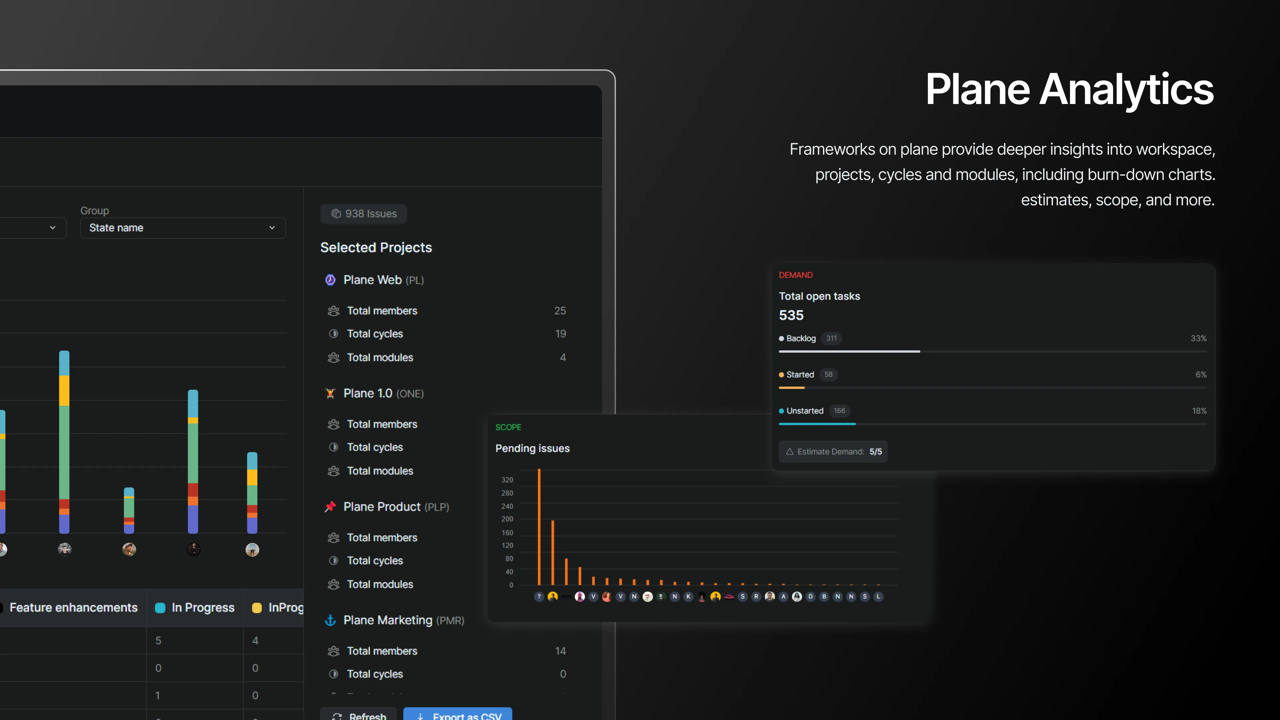 Plane Analytics
Frameworks on plane provide deeper insights into workspace,
projects, cycles and modules, including burn-down charts.
estimates, scope, and more.
Group
State name
938 Issues
Selected Projects
Plane Web (PL)
Total members 25
Total cycles 19
Total modules 4
Plane 1.0 (ONE)
Total members
Total cycles
Total modules
Plane Product (PLP)
Total members
Total cycles
Total modules
Plane Marketing (PMR)
Total members 14
Total cycles 0
Refresh
Export as CSV
Feature enhancements In Progress InProg
5 4
0 0
1 0
SCOPE
Pending issues
320
280
240
200
160
120
80
40
0
? V V N N K S R A D B N N S L
DEMAND
Total open tasks
535
Backlog 311 33%
Started 58 6%
Unstarted 166 18%
Estimate Demand: 5/5